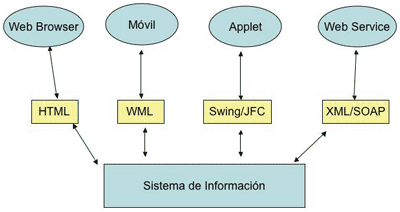 Web Browser
Móvil
Applet
Web Service
HTML
WML
Swing/JFC
XML/SOAP
Sistema de Información